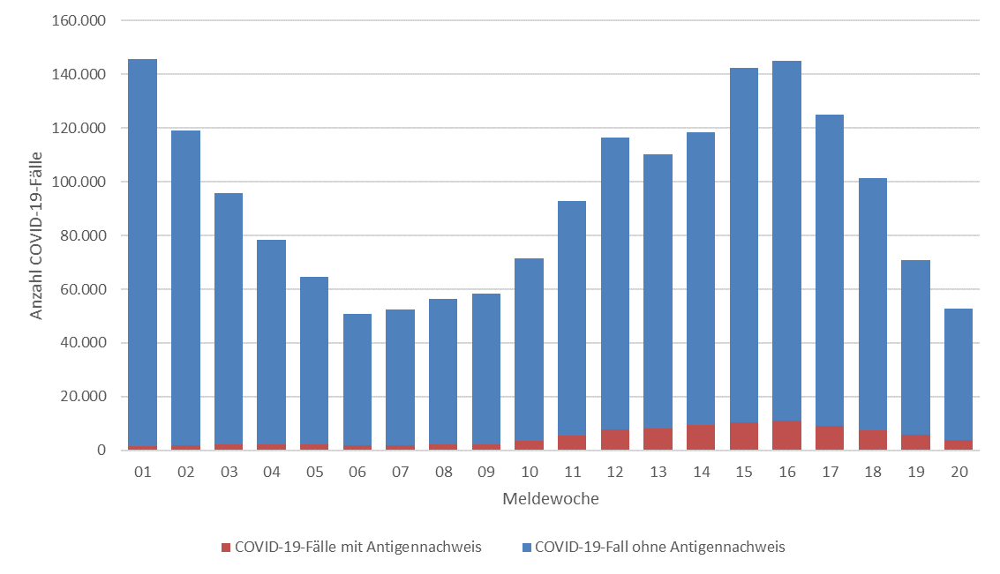 160.000
140.000
120.000
100.000
80.000
60.000
40.000
20.000
0
Anzahl COVID-19-Fälle
01 02 03 04 05 06 07 08 09 10 11 12 13 14 15 16 17 18 19 20
Meldewoche
COVID-19-Fälle mit Antigennachweis COVID-19-Fall ohne Antigennachweis